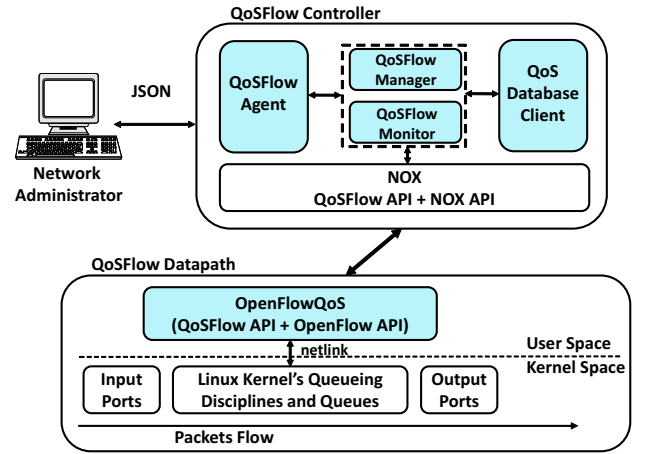 QoSFlow Controller
JSON
Network
Administrator
QoSFlow
Agent
QoSFlow
Manager
QoSFlow
Monitor
QoS
Database
Client
NOX
QoSFlow API + NOX API
QoSFlow Datapath
OpenFlowQoS
(QoSFlow API + OpenFlow API)
netlink
User Space
Kernel Space
Input
Ports
Linux Kernel's Queueing
Disciplines and Queues
Output
Ports
Packets Flow